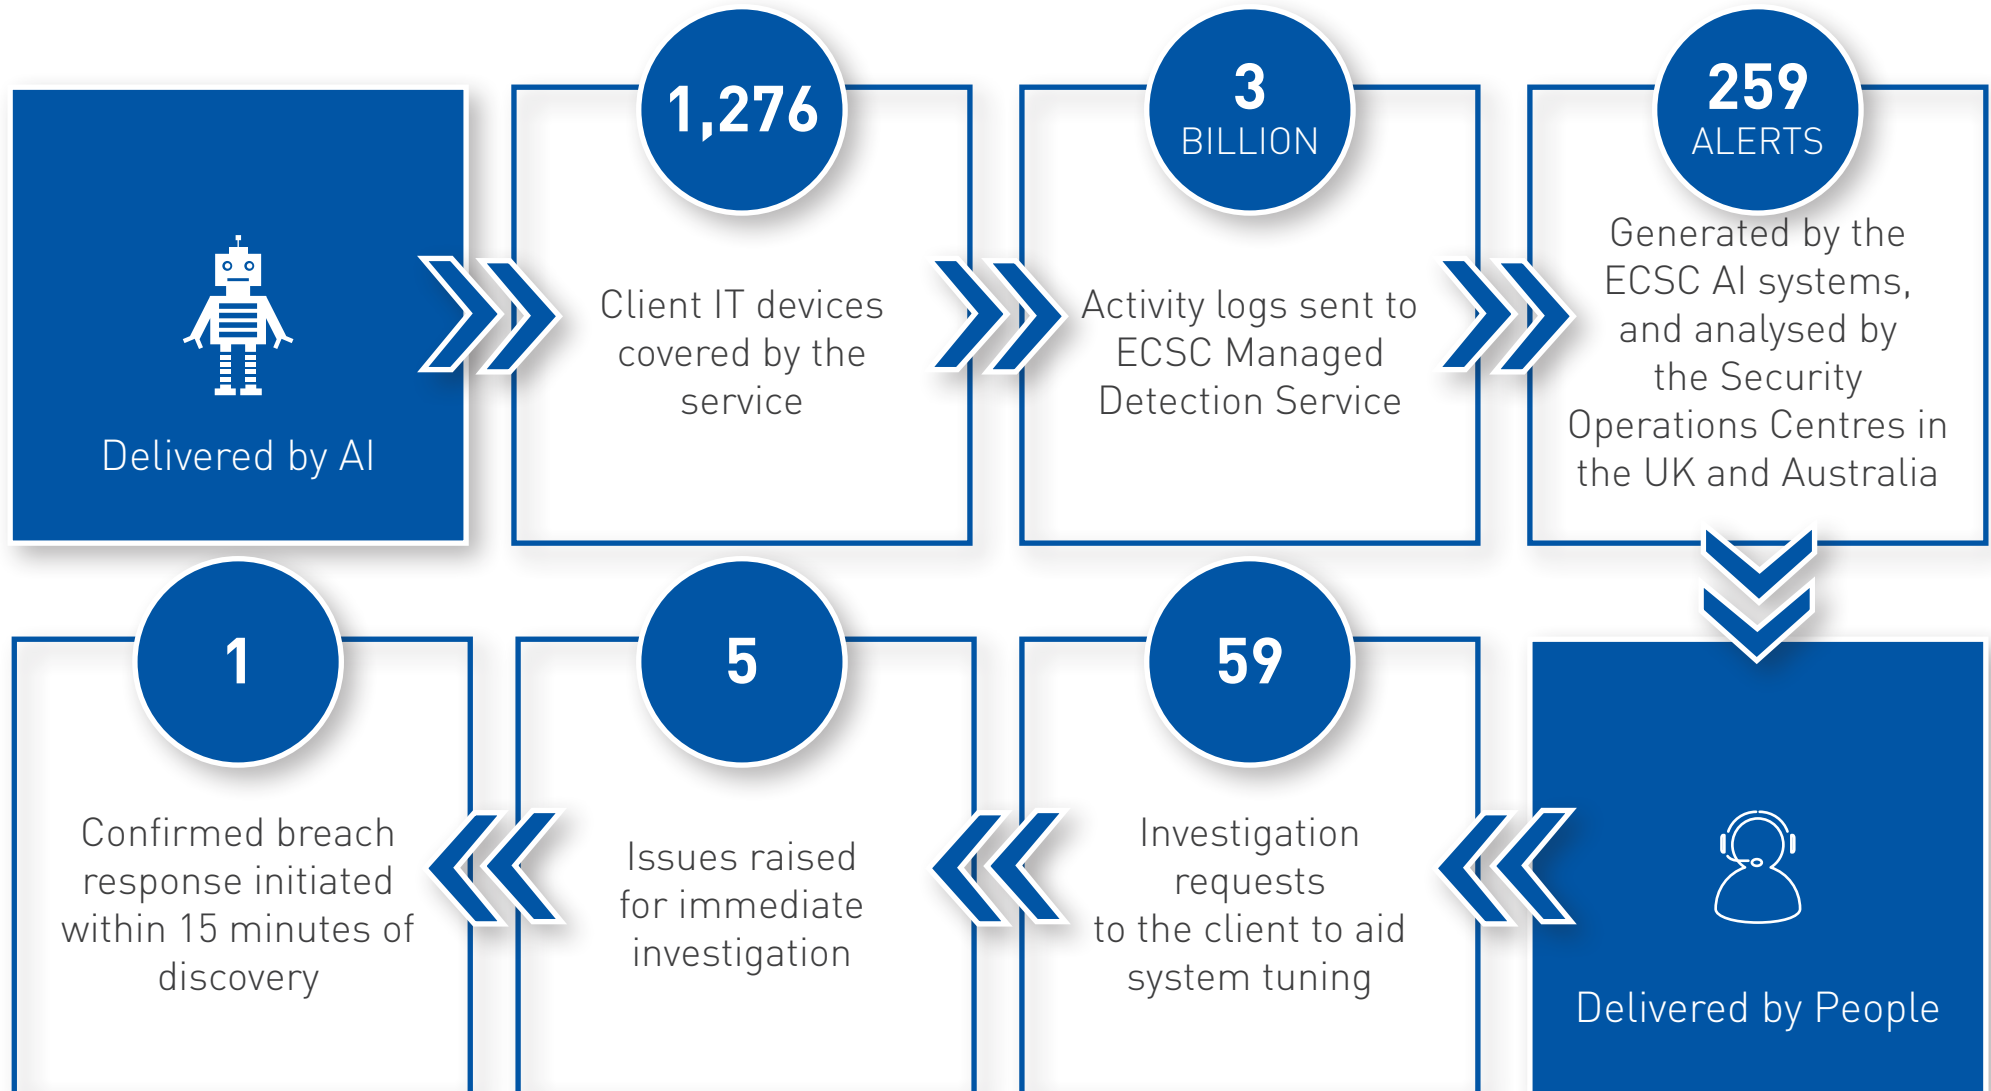 Delivered by AI
1,276
Client IT devices
covered by the
service
3
BILLION
Activity logs sent to
ECSC Managed
Detection Service
259
ALERTS
Generated by the
ECSC AI systems,
and analysed by
the Security
Operations Centres in
the UK and Australia
Delivered by People
59
Investigation
requests
to the client to aid
system tuning
5
Issues raised
for immediate
investigation
1
Confirmed breach
response initiated
within 15 minutes of
discovery